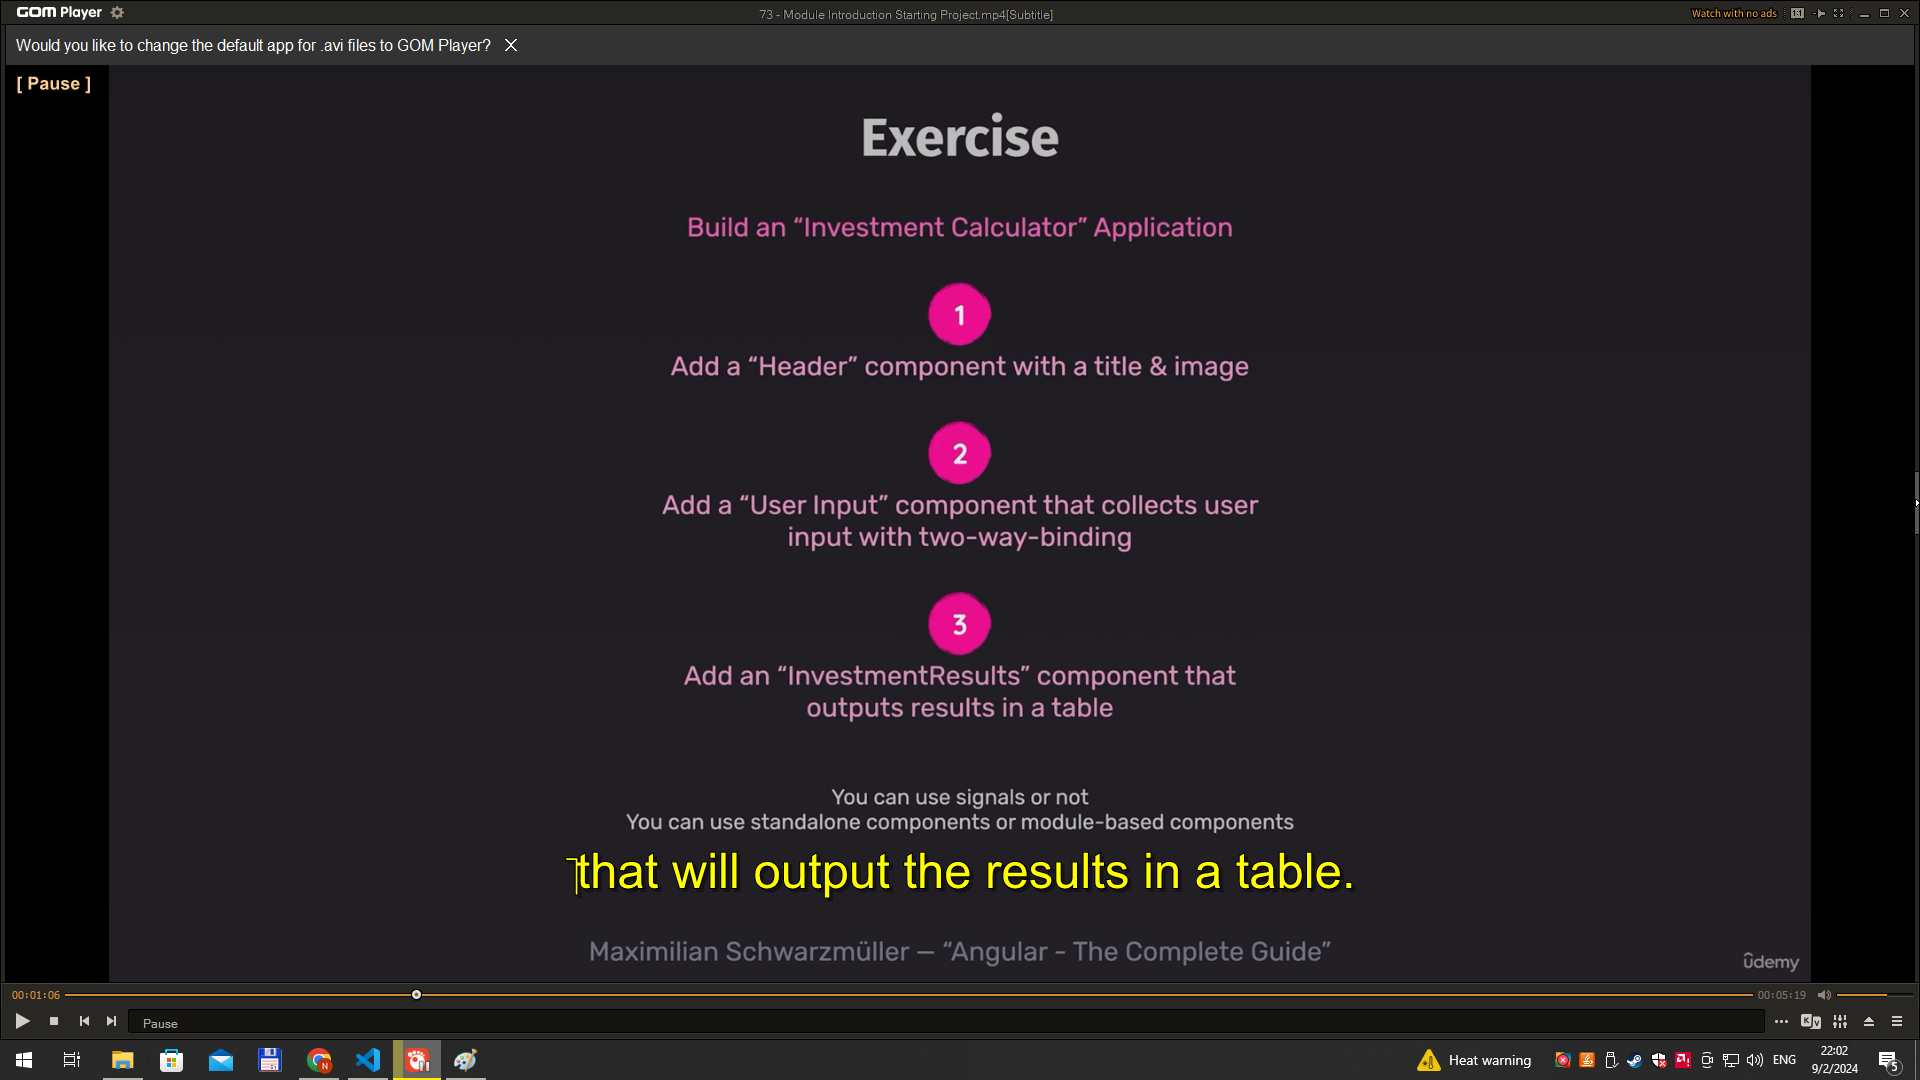 GOM Player
73 - Module Introduction Starting Project.mp4[Subtitle]
Watch with no ads
Would you like to change the default app for .avi files to GOM Player?
[ Pause ]
Exercise
Build an “Investment Calculator” Application
1
Add a “Header” component with a title & image
2
Add a “User Input” component that collects user
input with two-way-binding
3
Add an “InvestmentResults” component that
outputs results in a table
You can use signals or not
You can use standalone components or module-based components
that will output the results in a table.
Maximilian Schwarzmüller — “Angular - The Complete Guide”
ûdemy
00:01:06
00:05:19
Pause
Heat warning
ENG
22:02
9/2/2024
5